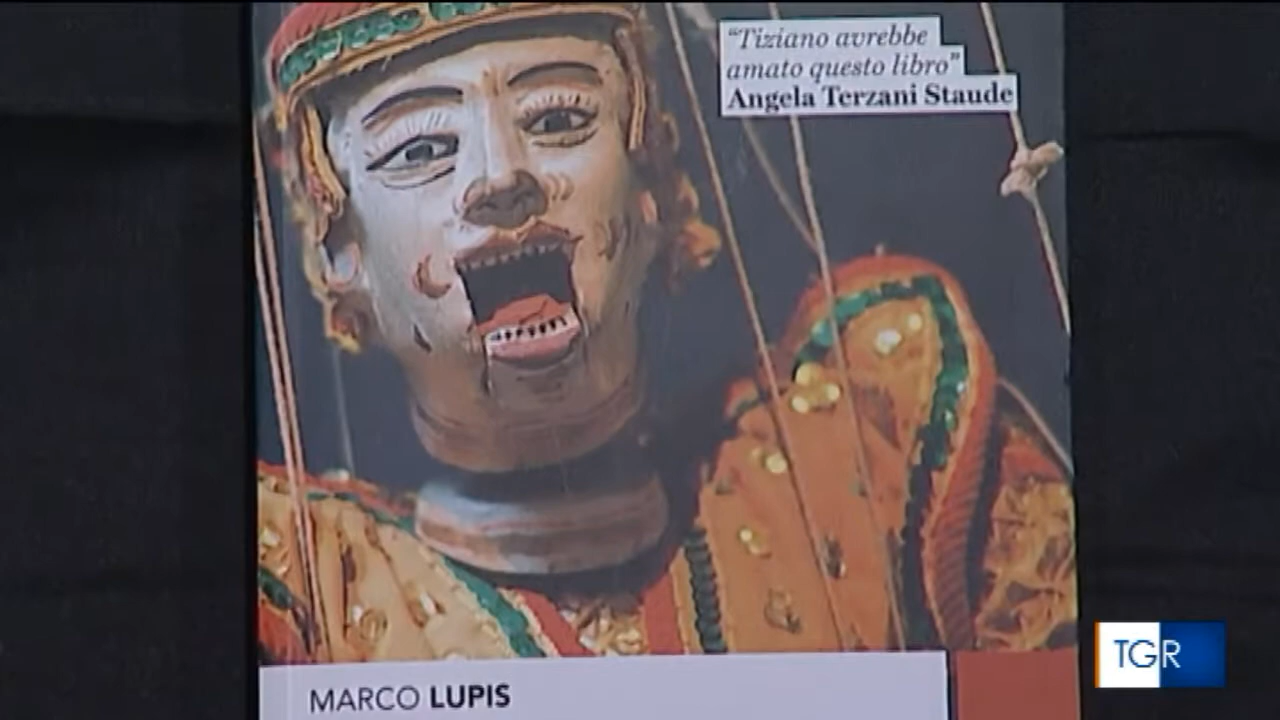 “Tiziano avrebbe
amato questo libro”
Angela Terzani Staude
MARCO LUPIS
TGR